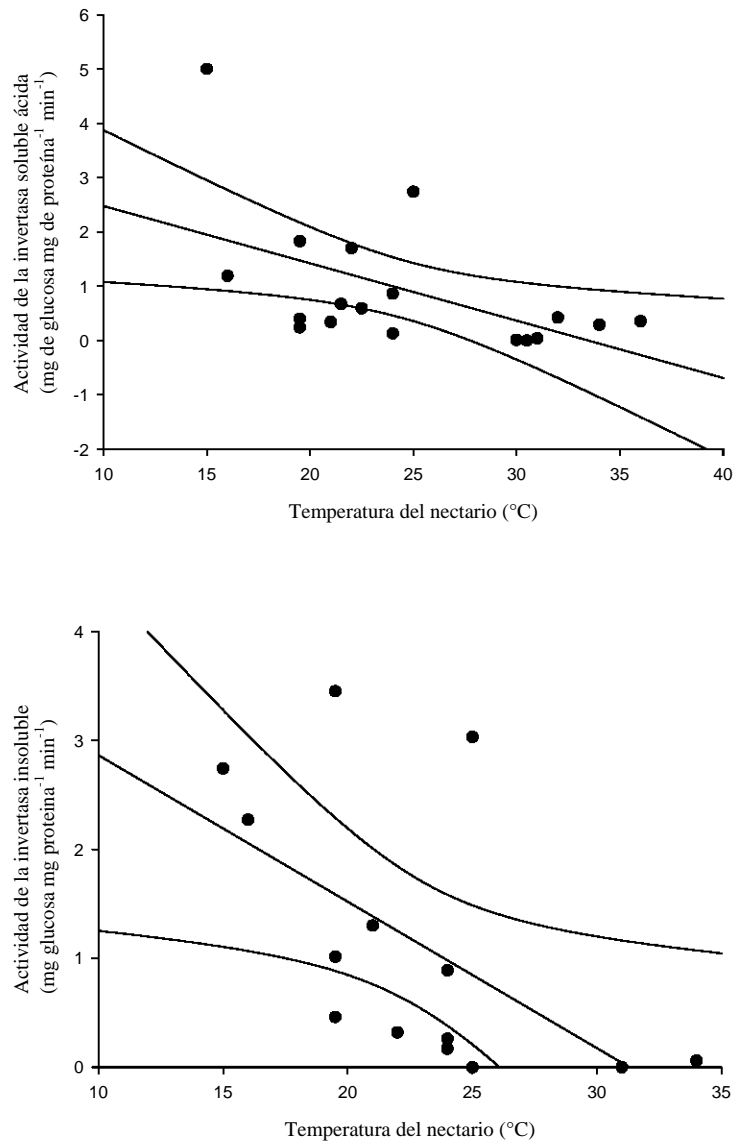 Actividad de la invertasa soluble ácida
(mg de glucosa mg de proteína-1 min-1)
6
5
4
3
2
1
0
-1
-2
10 15 20 25 30 35 40
Temperatura del nectario (°C)
Actividad de la invertasa insoluble
(mg glucosa mg proteina-1 min-1)
4
3
2
1
0
10 15 20 25 30 35
Temperatura del nectario (°C)